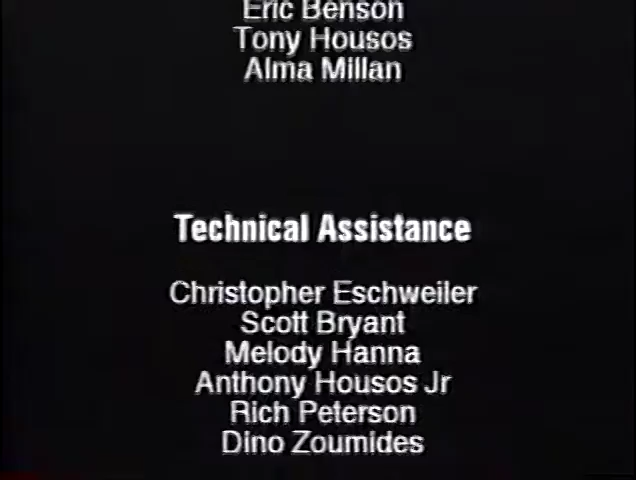 Eric Benson
Tony Housos
Alma Millan
Technical Assistance
Christopher Eschweiler
Scott Bryant
Melody Hanna
Anthony Housos Jr
Rich Peterson
Dino Zoumides